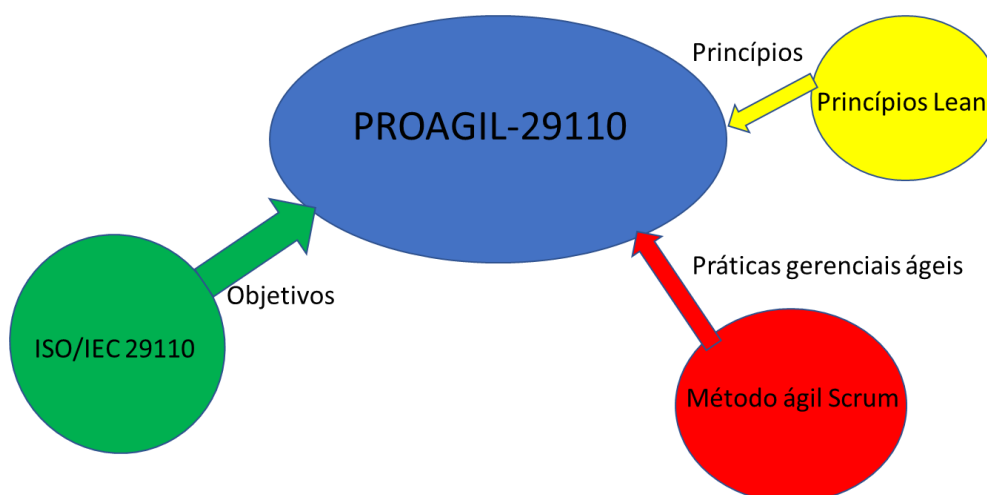 Princípios
Princípios Lean
PROAGIL-29110
Práticas gerenciais ágeis
Objetivos
ISO/IEC 29110
Método ágil Scrum